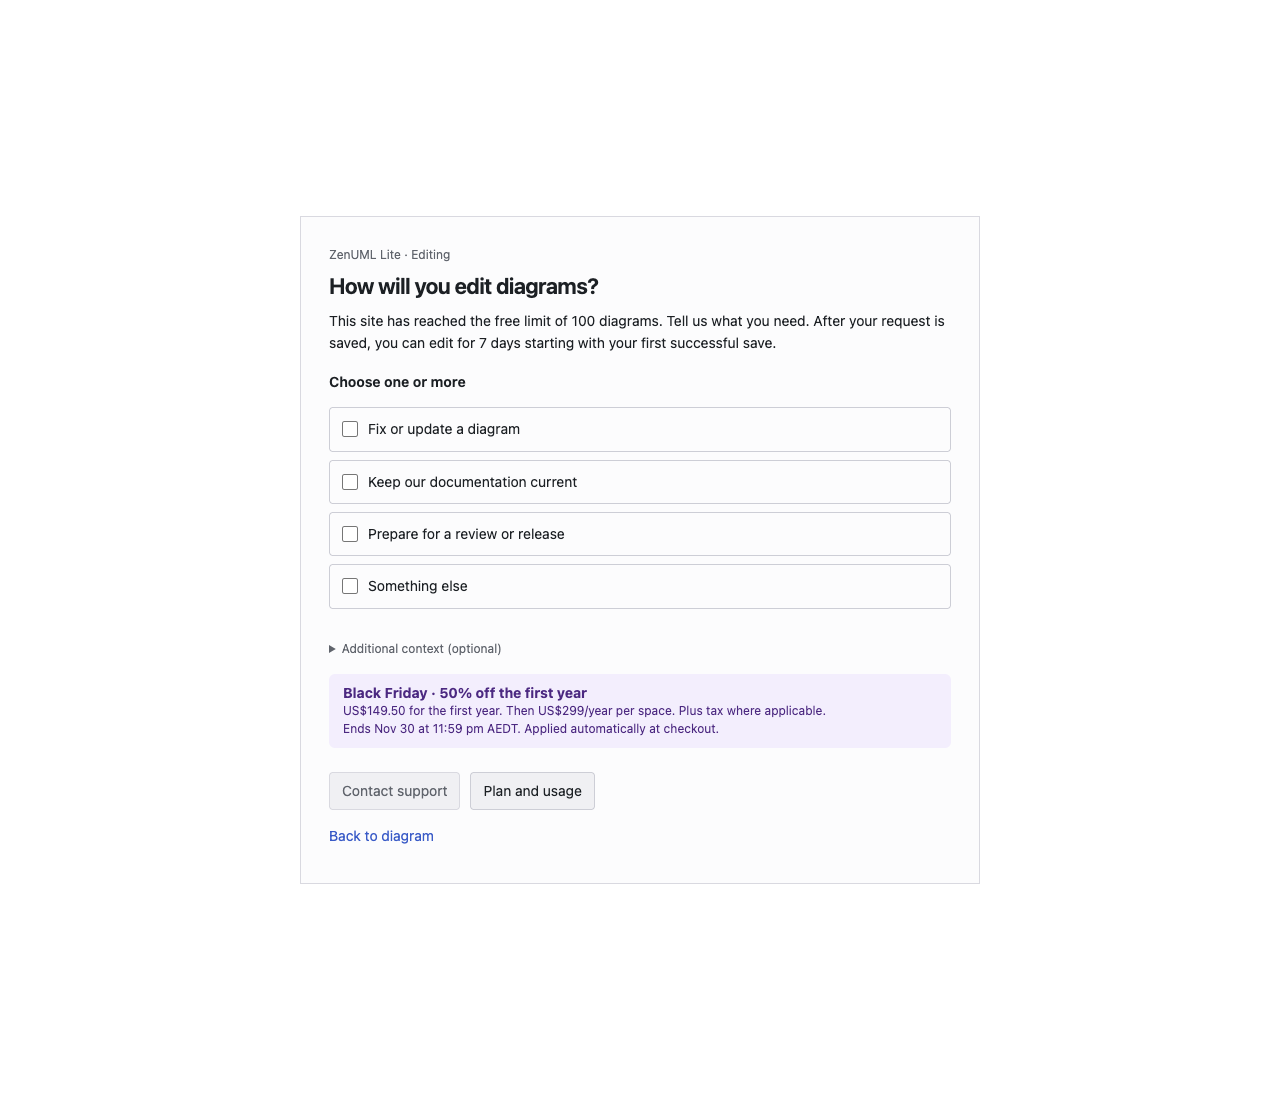 ZenUML Lite · Editing
How will you edit diagrams?
This site has reached the free limit of 100 diagrams. Tell us what you need. After your request is
saved, you can edit for 7 days starting with your first successful save.
Choose one or more
Fix or update a diagram
Keep our documentation current
Prepare for a review or release
Something else
Additional context (optional)
Black Friday · 50% off the first year
US$149.50 for the first year. Then US$299/year per space. Plus tax where applicable.
Ends Nov 30 at 11:59 pm AEDT. Applied automatically at checkout.
Contact support
Plan and usage
Back to diagram